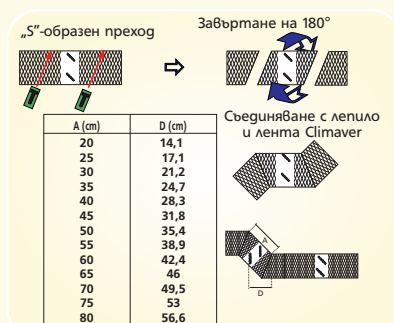 „S”-образен преход
Завъртане на 180°
Съединяване с лепило
и лента Climaver
A (cm) D (cm)
20 14,1
25 17,1
30 21,2
35 24,7
40 28,3
45 31,8
50 35,4
55 38,9
60 42,4
65 46
70 49,5
75 53
80 56,6
A
D